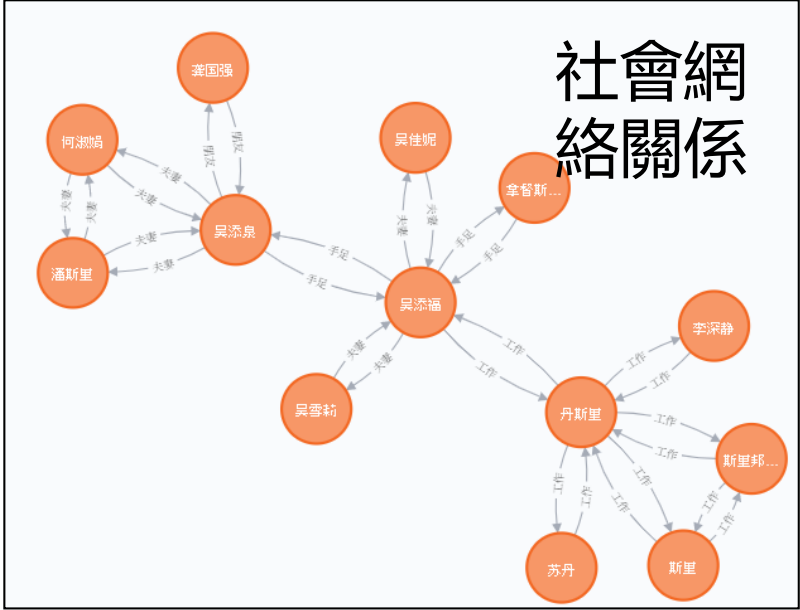 社會網
絡關係
龚国强
何淑娟
朋友
朋友
吴佳妮
夫妻
夫妻
拿督斯...
夫妻
夫妻
夫妻
夫妻
手足
手足
吴添泉
夫妻
夫妻
潘斯里
手足
手足
吴添福
李深静
夫妻
夫妻
工作
工作
工作
工作
吴雪莉
丹斯里
工作
工作
斯里邦...
工作
工作
工作
工作
工作
工作
苏丹
斯里